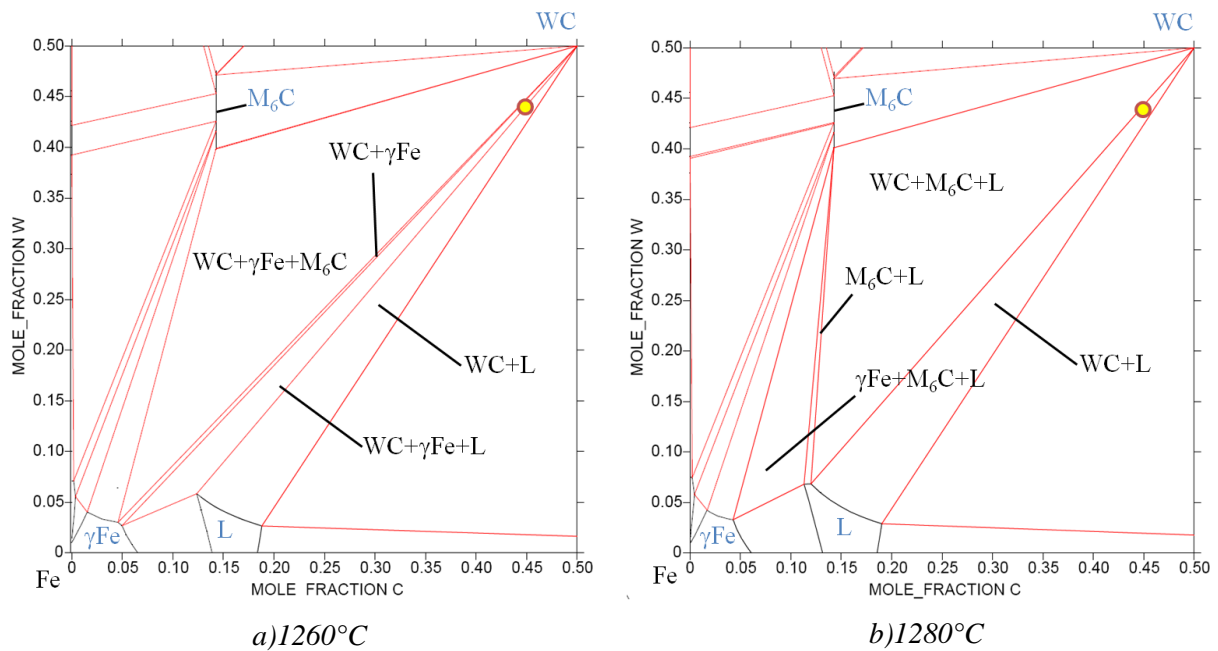 WC
WC
0.50
0.45
0.40
0.35
0.30
0.25
0.20
0.15
0.10
0.05
0
MOLE_FRACTION W
M₆C
WC+γFe
WC+γFe+M₆C
WC+L
WC+γFe+L
γFe
L
Fe
0
0.05
0.10
0.15
0.20
0.25
0.30
0.35
0.40
0.45
0.50
MOLE FRACTION C
a)1260°C
0.50
0.45
0.40
0.35
0.30
0.25
0.20
0.15
0.10
0.05
0
MOLE_FRACTION W
M₆C
WC+M₆C+L
M₆C+L
WC+L
γFe+M₆C+L
γFe
L
Fe
0
0.05
0.10
0.15
0.20
0.25
0.30
0.35
0.40
0.45
0.50
MOLE_FRACTION C
b)1280°C